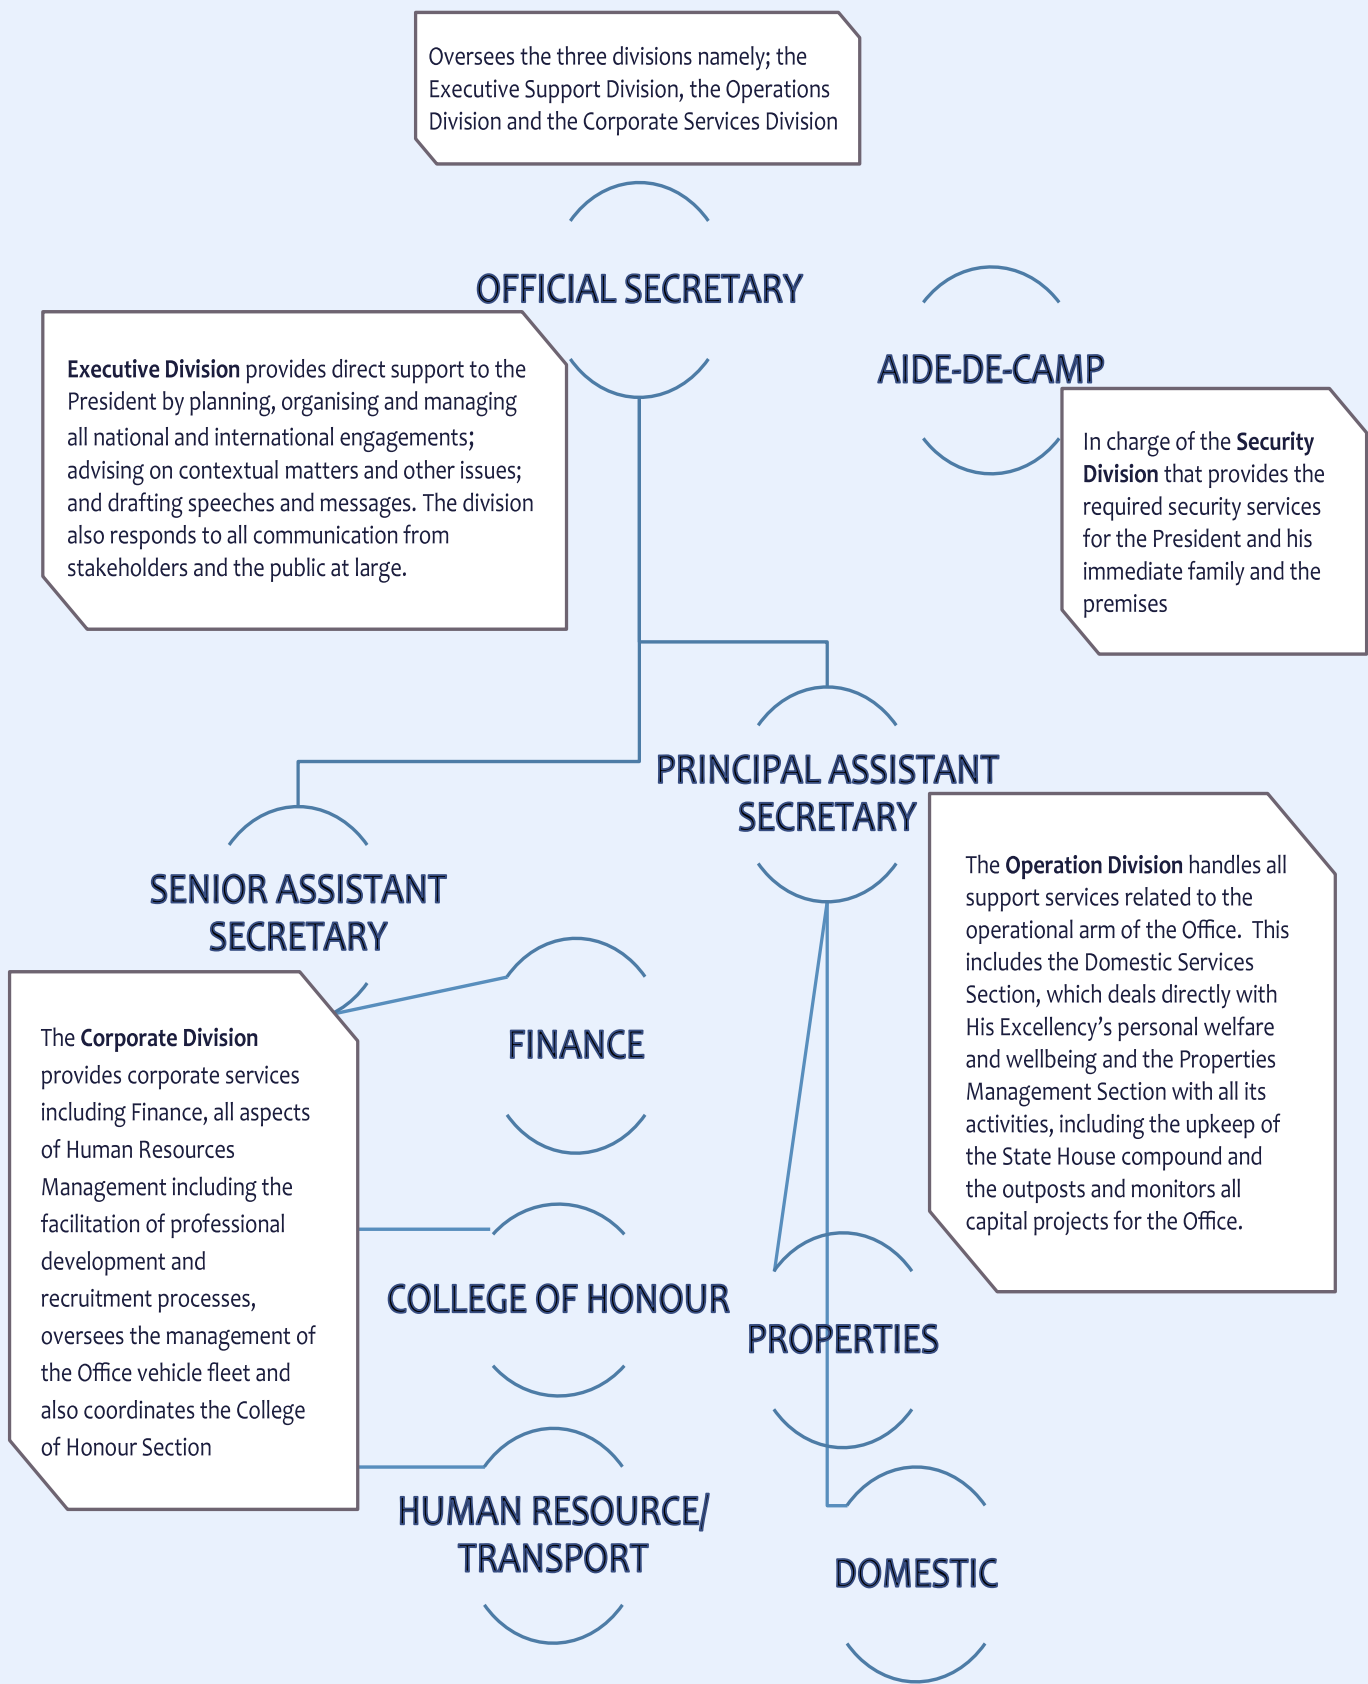 Oversees the three divisions namely; the
Executive Support Division, the Operations
Division and the Corporate Services Division
OFFICIAL SECRETARY
AIDE-DE-CAMP
Executive Division provides direct support to the
President by planning, organising and managing
all national and international engagements;
advising on contextual matters and other issues;
and drafting speeches and messages. The division
also responds to all communication from
stakeholders and the public at large.
In charge of the Security
Division that provides the
required security services
for the President and his
immediate family and the
premises
PRINCIPAL ASSISTANT
SECRETARY
SENIOR ASSISTANT
SECRETARY
The Operation Division handles all
support services related to the
operational arm of the Office. This
includes the Domestic Services
Section, which deals directly with
His Excellency’s personal welfare
and wellbeing and the Properties
Management Section with all its
activities, including the upkeep of
the State House compound and
the outposts and monitors all
capital projects for the Office.
The Corporate Division
provides corporate services
including Finance, all aspects
of Human Resources
Management including the
facilitation of professional
development and
recruitment processes,
oversees the management of
the Office vehicle fleet and
also coordinates the College
of Honour Section
FINANCE
COLLEGE OF HONOUR
PROPERTIES
HUMAN RESOURCE/
TRANSPORT
DOMESTIC